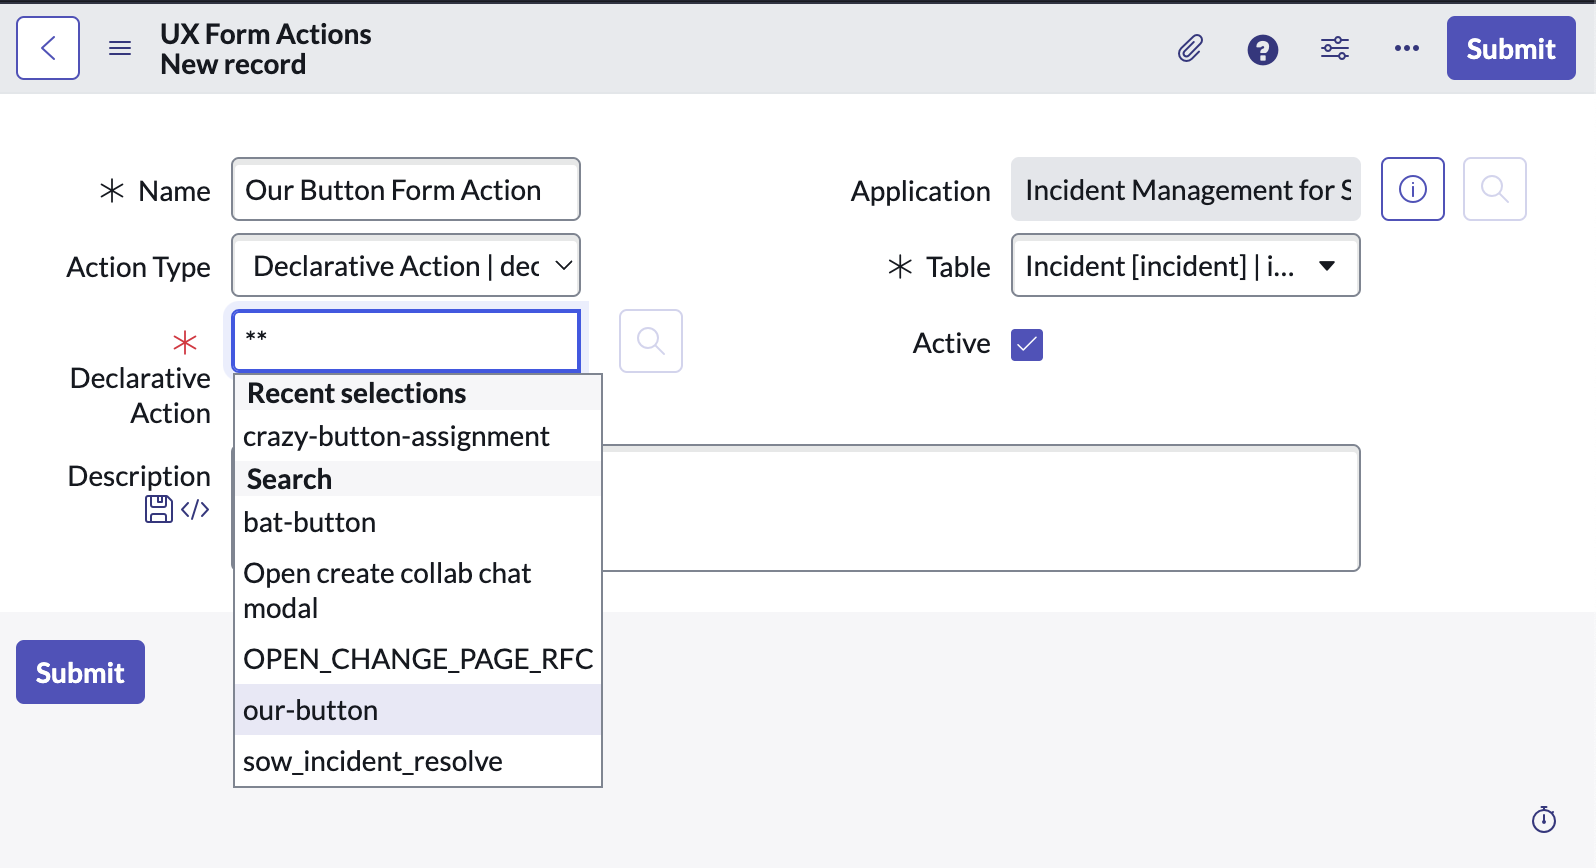 UX Form Actions
New record
Submit
* Name
Our Button Form Action
Application
Incident Management for S
Action Type
Declarative Action | dec
* Table
Incident [incident] | i...
*
Declarative
Action
**
Active
Recent selections
crazy-button-assignment
Search
bat-button
Open create collab chat
modal
OPEN_CHANGE_PAGE_RFC
our-button
sow_incident_resolve
Description
</>
Submit